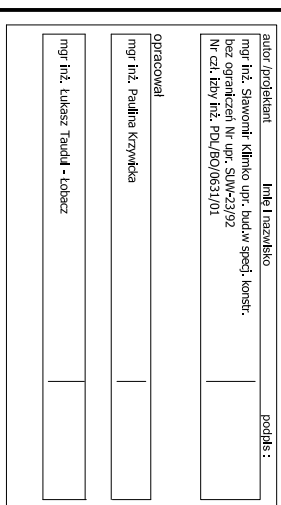 autor /projektant Imię i nazwisko podpis :
mgr inż. Sławomir Klimko upr. bud.w specj. konstr.
bez ograniczeń Nr upr. SUW-23/92
Nr czł. izby inż. PDL/BO/0631/01
opracował
mgr inż. Paulina Krzywicka
mgr inż. Łukasz Taudul - Łobacz